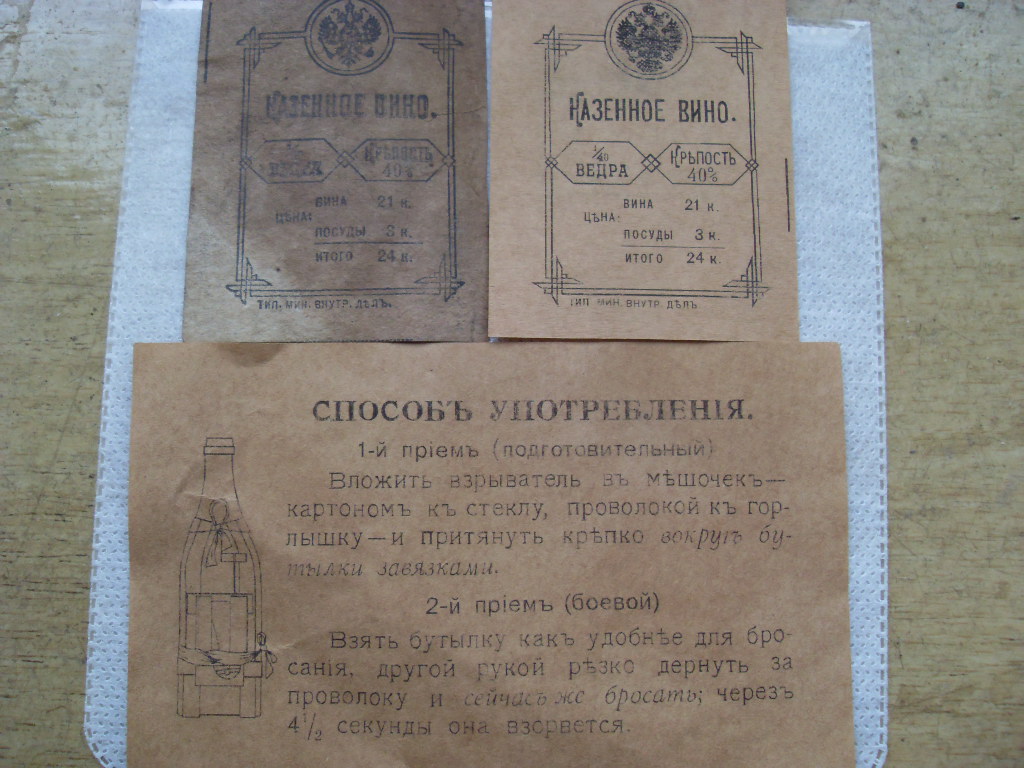 КАЗЕННОЕ ВИНО.
ВЕДРА
КРѢПОСТЬ
40%
ВИНА 21 к.
ЦѢНА:
ПОСУДЫ 3 к.
ИТОГО 24 к.
ТИП. МИН. ВНУТР. ДѢЛЪ.
КАЗЕННОЕ ВИНО.
1/40
ВЕДРА
КРѢПОСТЬ
40%
ВИНА 21 к.
ЦѢНА:
ПОСУДЫ 3 к.
ИТОГО 24 к.
ТИП. МИН. ВНУТР. ДѢЛЪ
СПОСОБЪ УПОТРЕБЛЕНІЯ.
1-й пріемъ (подготовительный)
Вложить взрыватель въ мѣшочекъ—
картономъ къ стеклу, проволокой къ гор-
лышку—и притянуть крѣпко вокругъ бу-
тылки завязками.
2-й пріемъ (боевой)
Взять бутылку какъ удобнѣе для бро-
санія, другой рукой рѣзко дернуть за
проволоку и сейчасъ же бросать; черезъ
4 1/2 секунды она взорвется.